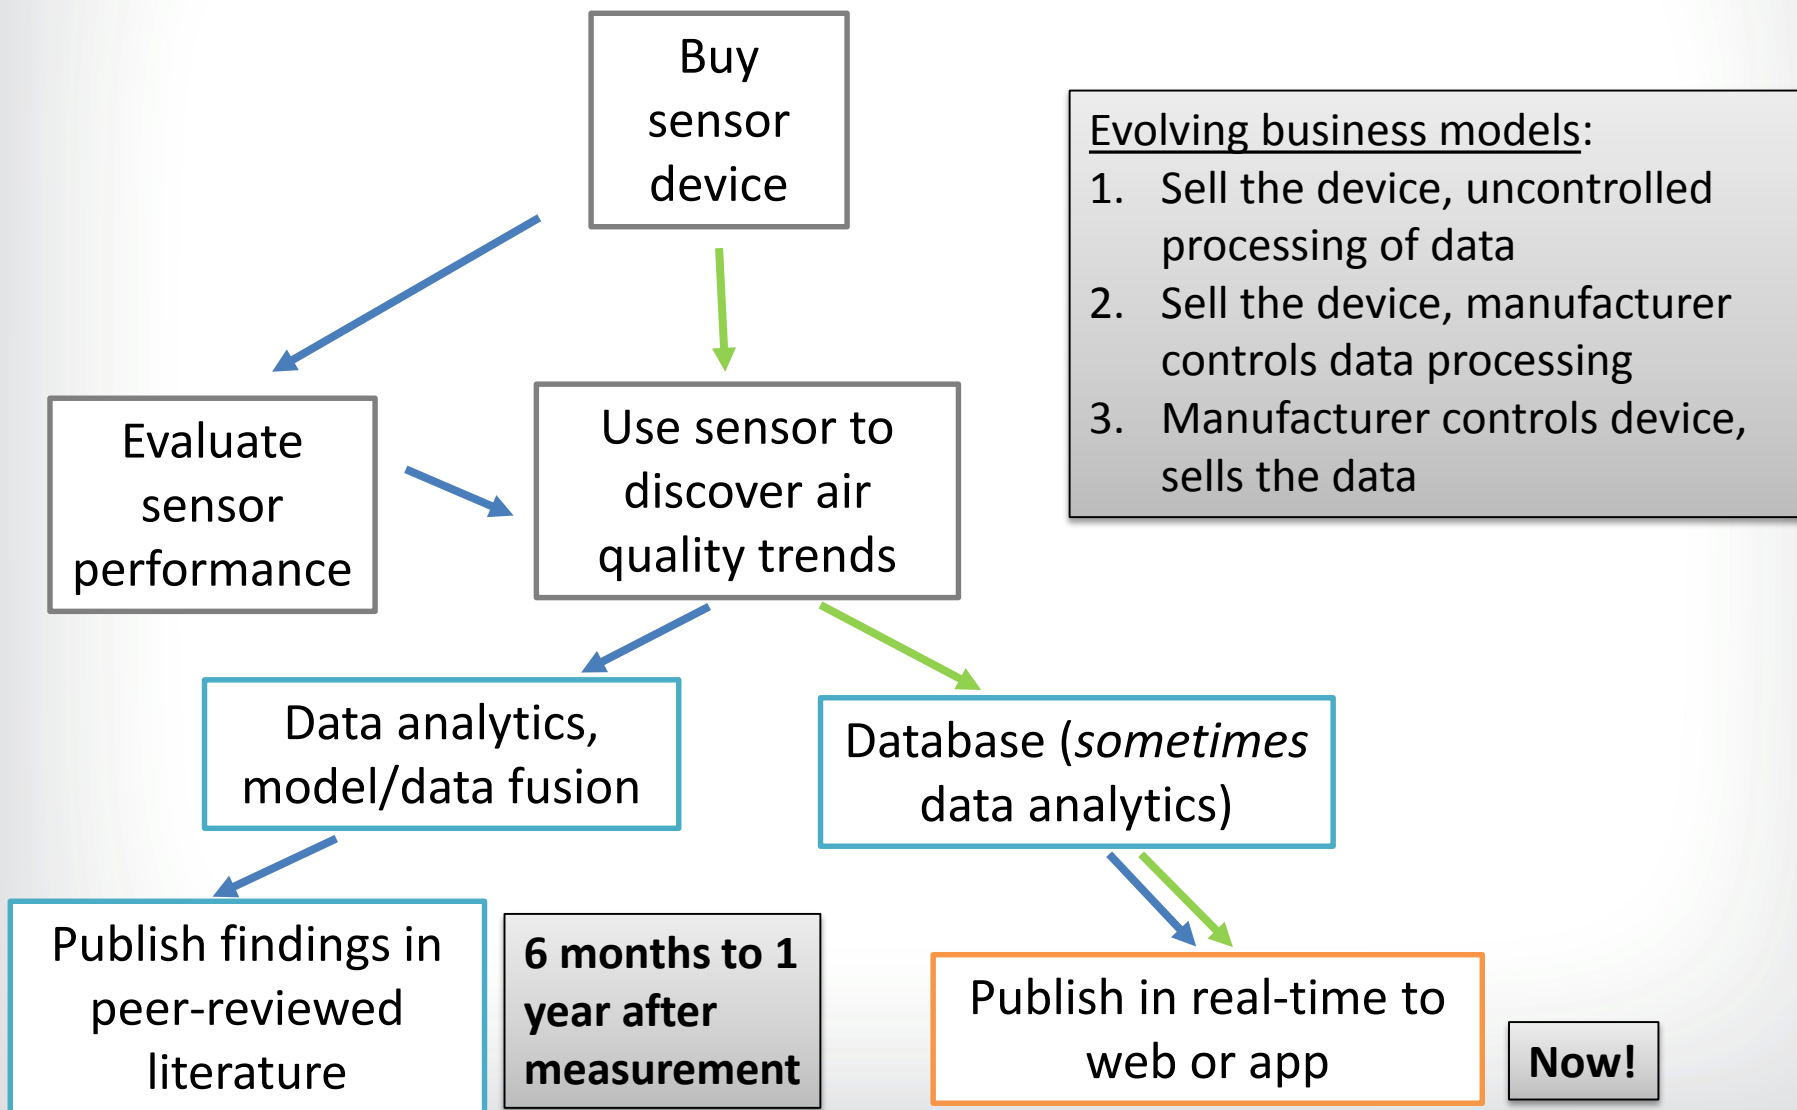 Buy
sensor
device
Evolving business models:
1. Sell the device, uncontrolled
processing of data
2. Sell the device, manufacturer
controls data processing
3. Manufacturer controls device,
sells the data
Evaluate
sensor
performance
Use sensor to
discover air
quality trends
Data analytics,
model/data fusion
Database (sometimes
data analytics)
Publish findings in
peer-reviewed
literature
6 months to 1
year after
measurement
Publish in real-time to
web or app
Now!